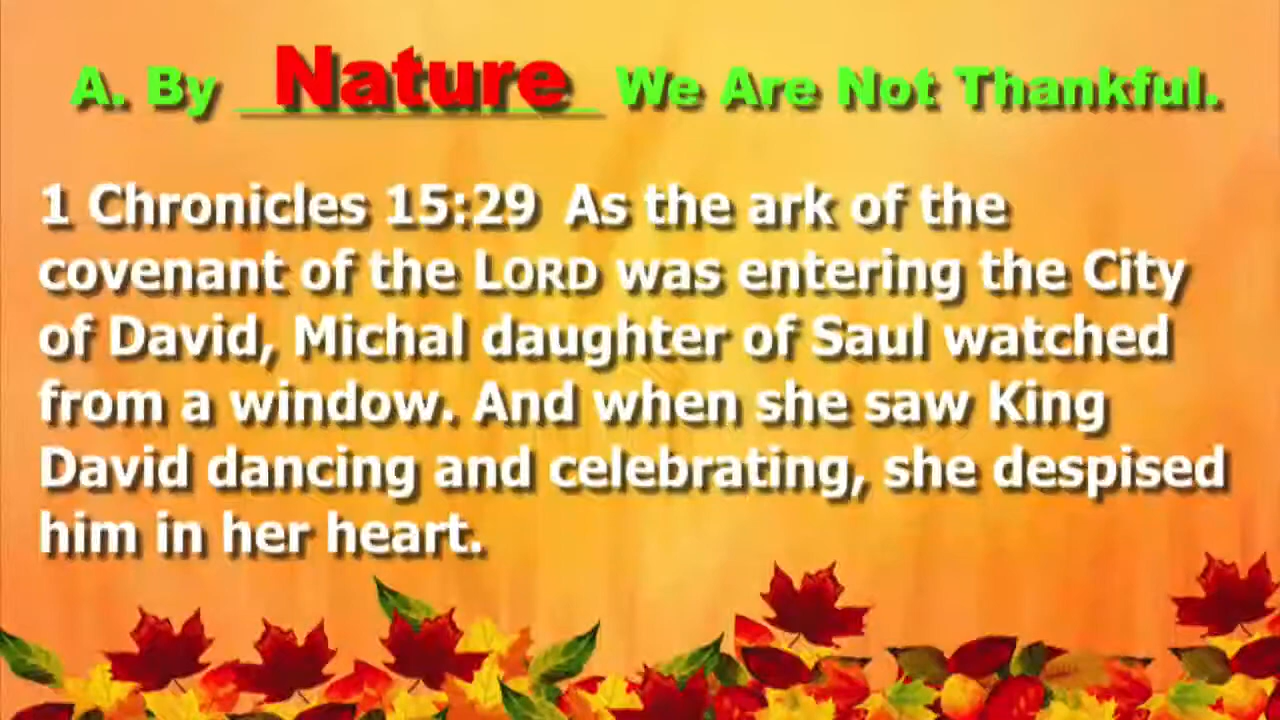 A. By Nature We Are Not Thankful.
1 Chronicles 15:29 As the ark of the
covenant of the LORD was entering the City
of David, Michal daughter of Saul watched
from a window. And when she saw King
David dancing and celebrating, she despised
him in her heart.